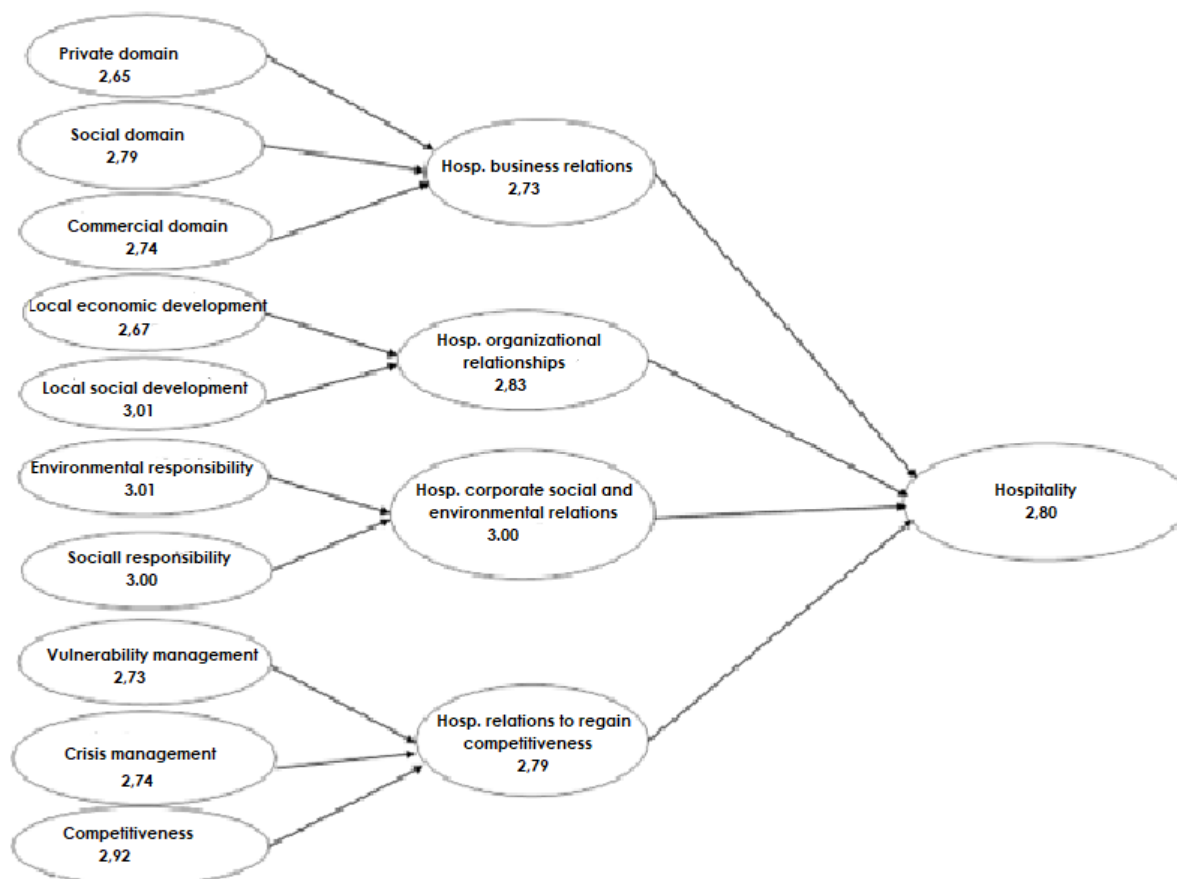 Private domain
2,65
Social domain
2,79
Commercial domain
2,74
Local economic development
2,67
Local social development
3,01
Environmental responsibility
3.01
Sociall responsibility
3.00
Vulnerability management
2,73
Crisis management
2,74
Competitiveness
2,92
Hosp. business relations
2,73
Hosp. organizational
relationships
2,83
Hosp. corporate social and
environmental relations
3.00
Hosp. relations to regain
competitiveness
2,79
Hospitality
2,80